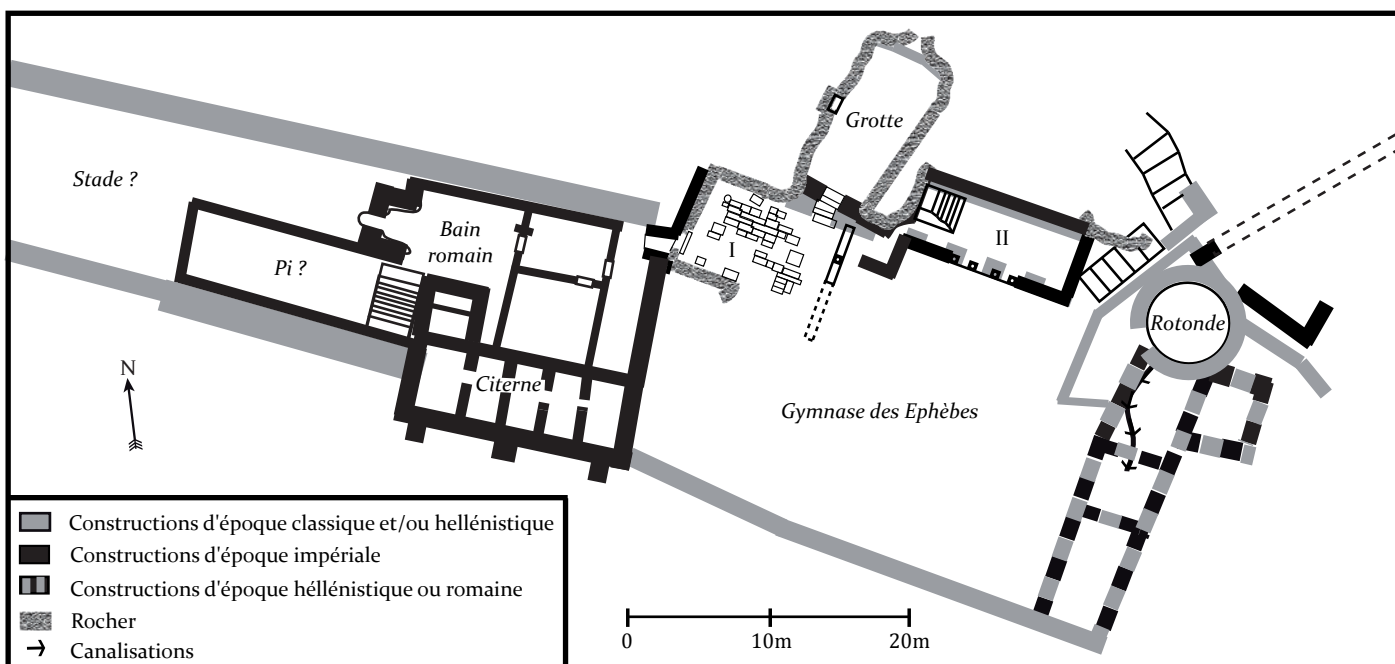 Grotte
Stade ?
I
II
Bain
romain
Pi ?
Rotonde
Citerne
N
Gymnase des Ephèbes
Constructions d'époque classique et/ou hellénistique
Constructions d'époque impériale
Constructions d'époque héllénistique ou romaine
Rocher
Canalisations
0 10m 20m